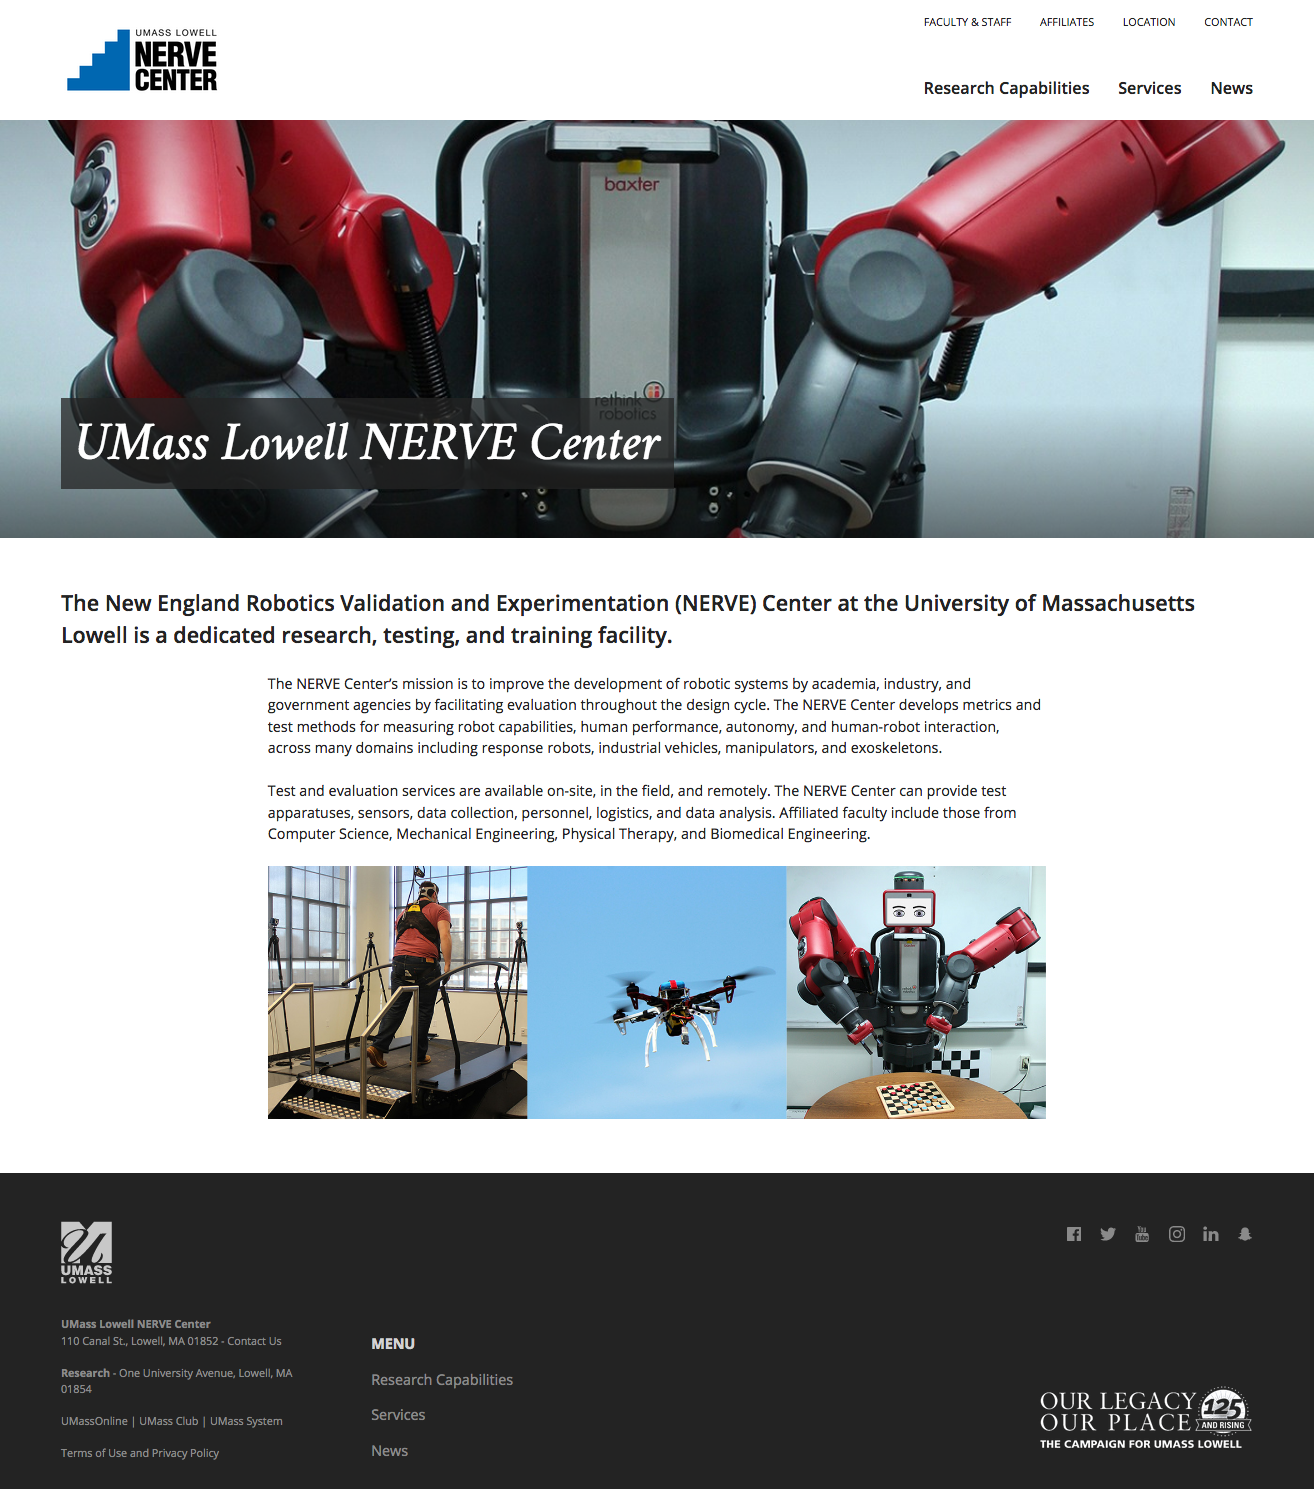 UMASS LOWELL
NERVE
CENTER
FACULTY & STAFF
AFFILIATES
LOCATION
CONTACT
Research Capabilities
Services
News
baxter
rethink
robotics
UMass Lowell NERVE Center
The New England Robotics Validation and Experimentation (NERVE) Center at the University of Massachusetts
Lowell is a dedicated research, testing, and training facility.
The NERVE Center’s mission is to improve the development of robotic systems by academia, industry, and
government agencies by facilitating evaluation throughout the design cycle. The NERVE Center develops metrics and
test methods for measuring robot capabilities, human performance, autonomy, and human-robot interaction,
across many domains including response robots, industrial vehicles, manipulators, and exoskeletons.
Test and evaluation services are available on-site, in the field, and remotely. The NERVE Center can provide test
apparatuses, sensors, data collection, personnel, logistics, and data analysis. Affiliated faculty include those from
Computer Science, Mechanical Engineering, Physical Therapy, and Biomedical Engineering.
UMASS
LOWELL
UMass Lowell NERVE Center
110 Canal St., Lowell, MA 01852 - Contact Us
Research - One University Avenue, Lowell, MA
01854
UMassOnline | UMass Club | UMass System
Terms of Use and Privacy Policy
MENU
Research Capabilities
Services
News
You
Tube
OUR LEGACY
OUR PLACE
125
AND RISING
THE CAMPAIGN FOR UMASS LOWELL